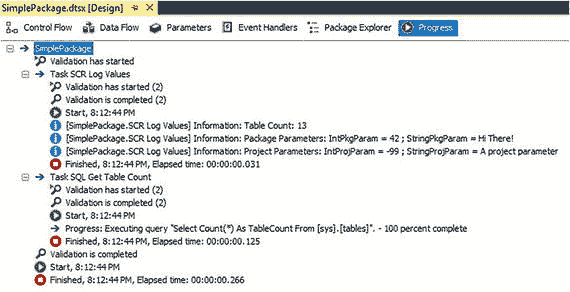 SimplePackage.dtsx [Design]
Control Flow Data Flow Parameters Event Handlers Package Explorer Progress
SimplePackage
Validation has started
Task SCR Log Values
Validation has started (2)
Validation is completed (2)
Start, 8:12:44 PM
[SimplePackage.SCR Log Values] Information: Table Count: 13
[SimplePackage.SCR Log Values] Information: Package Parameters: IntPkgParam = 42 ; StringPkgParam = Hi There!
[SimplePackage.SCR Log Values] Information: Project Parameters: IntProjParam = -99 ; StringProjParam = A project parameter
Finished, 8:12:44 PM, Elapsed time: 00:00:00.031
Task SQL Get Table Count
Validation has started (2)
Validation is completed (2)
Start, 8:12:44 PM
Progress: Executing query "Select Count(*) As TableCount From [sys].[tables]". - 100 percent complete
Finished, 8:12:44 PM, Elapsed time: 00:00:00.125
Validation is completed
Start, 8:12:44 PM
Finished, 8:12:44 PM, Elapsed time: 00:00:00.266